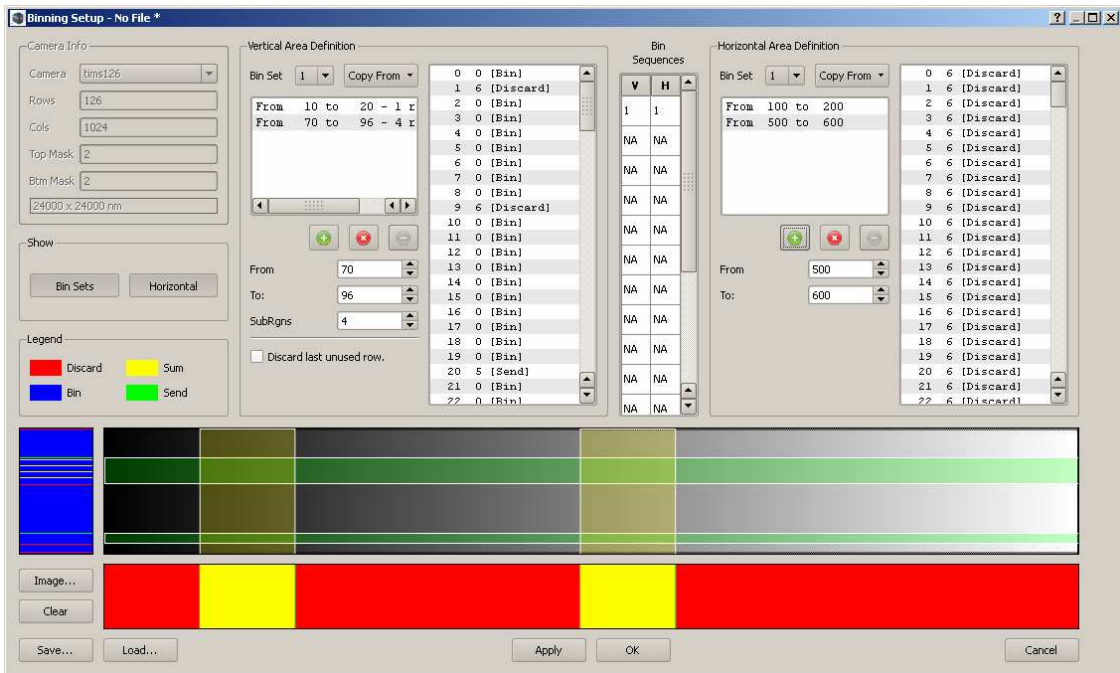 Binning Setup - No File *
Camera Info
Camera tims126
Rows 126
Cols 1024
Top Mask 2
Btm Mask 2
24000 x 24000 nm
Show
Bin Sets Horizontal
Legend
Discard Sum
Bin Send
Vertical Area Definition
Bin Set 1 Copy From
From 10 to 20 - 1 r
From 70 to 96 - 4 r
From 70
To: 96
SubRgns 4
Discard last unused row.
0 0 [Bin]
1 6 [Discard]
2 0 [Bin]
3 0 [Bin]
4 0 [Bin]
5 0 [Bin]
6 0 [Bin]
7 0 [Bin]
8 0 [Bin]
9 6 [Discard]
10 0 [Bin]
11 0 [Bin]
12 0 [Bin]
13 0 [Bin]
14 0 [Bin]
15 0 [Bin]
16 0 [Bin]
17 0 [Bin]
18 0 [Bin]
19 0 [Bin]
20 5 [Send]
21 0 [Bin]
22 0 [Bin]
Bin
Sequences
V H
1 1
NA NA
NA NA
NA NA
NA NA
NA NA
NA NA
NA NA
NA NA
NA NA
NA NA
Horizontal Area Definition
Bin Set 1 Copy From
From 100 to 200
From 500 to 600
From 500
To: 600
0 6 [Discard]
1 6 [Discard]
2 6 [Discard]
3 6 [Discard]
4 6 [Discard]
5 6 [Discard]
6 6 [Discard]
7 6 [Discard]
8 6 [Discard]
9 6 [Discard]
10 6 [Discard]
11 6 [Discard]
12 6 [Discard]
13 6 [Discard]
14 6 [Discard]
15 6 [Discard]
16 6 [Discard]
17 6 [Discard]
18 6 [Discard]
19 6 [Discard]
20 6 [Discard]
21 6 [Discard]
22 6 [Discard]
Image...
Clear
Save... Load... Apply OK Cancel